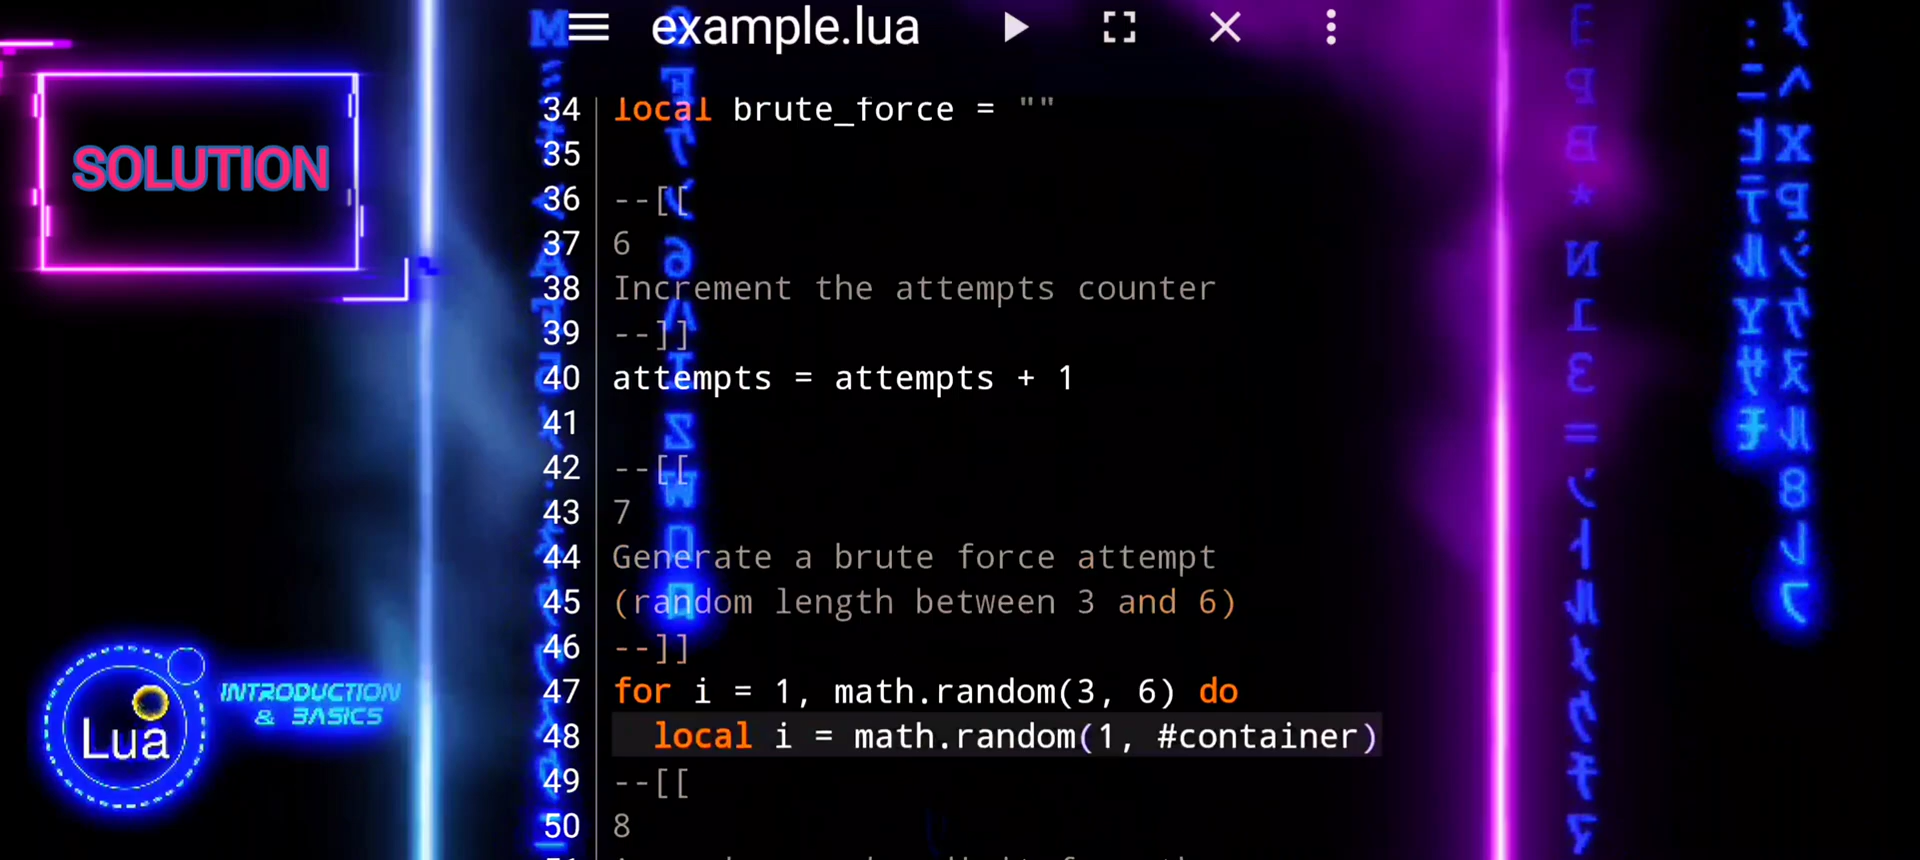 example.lua
SOLUTION
34 local brute_force = ""
35
36 --[[
37 6
38 Increment the attempts counter
39 --]]
40 attempts = attempts + 1
41
42 --[[
43 7
44 Generate a brute force attempt
45 (random length between 3 and 6)
46 --]]
47 for i = 1, math.random(3, 6) do
48 local i = math.random(1, #container)
49 --[[
50 8
Lua
INTRODUCTION
& BASICS